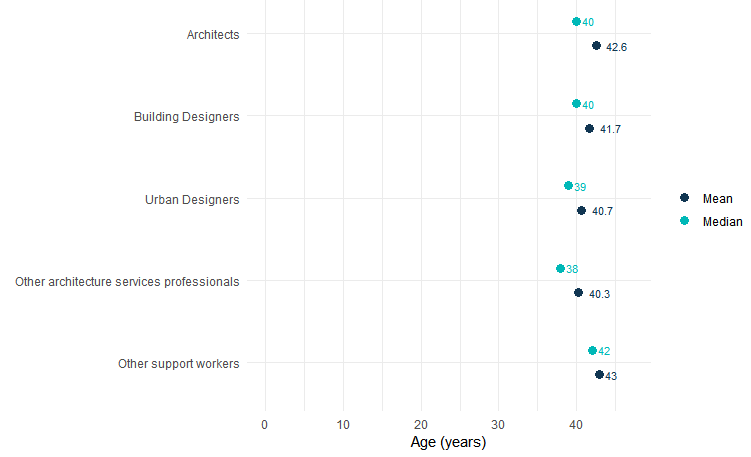 Architects
40
42.6
Building Designers
40
41.7
Urban Designers
39
40.7
Other architecture services professionals
38
40.3
Other support workers
42
43
0 10 20 30 40
Age (years)
Mean
Median